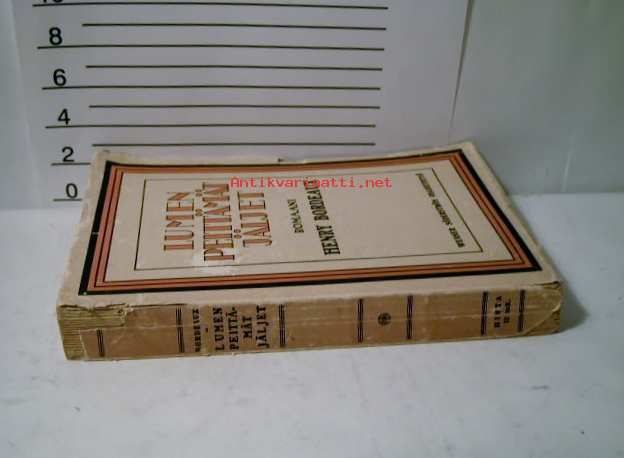 10
8
6
4
2
0
LUMEN
PEITTÄMÄT
JÄLJET
ROMAANI
HENRY BORDEAUX
Antikvariaatti.net
BORDEAUX
LUMEN
PEITTÄ-
MÄT
JÄLJET
HINTA